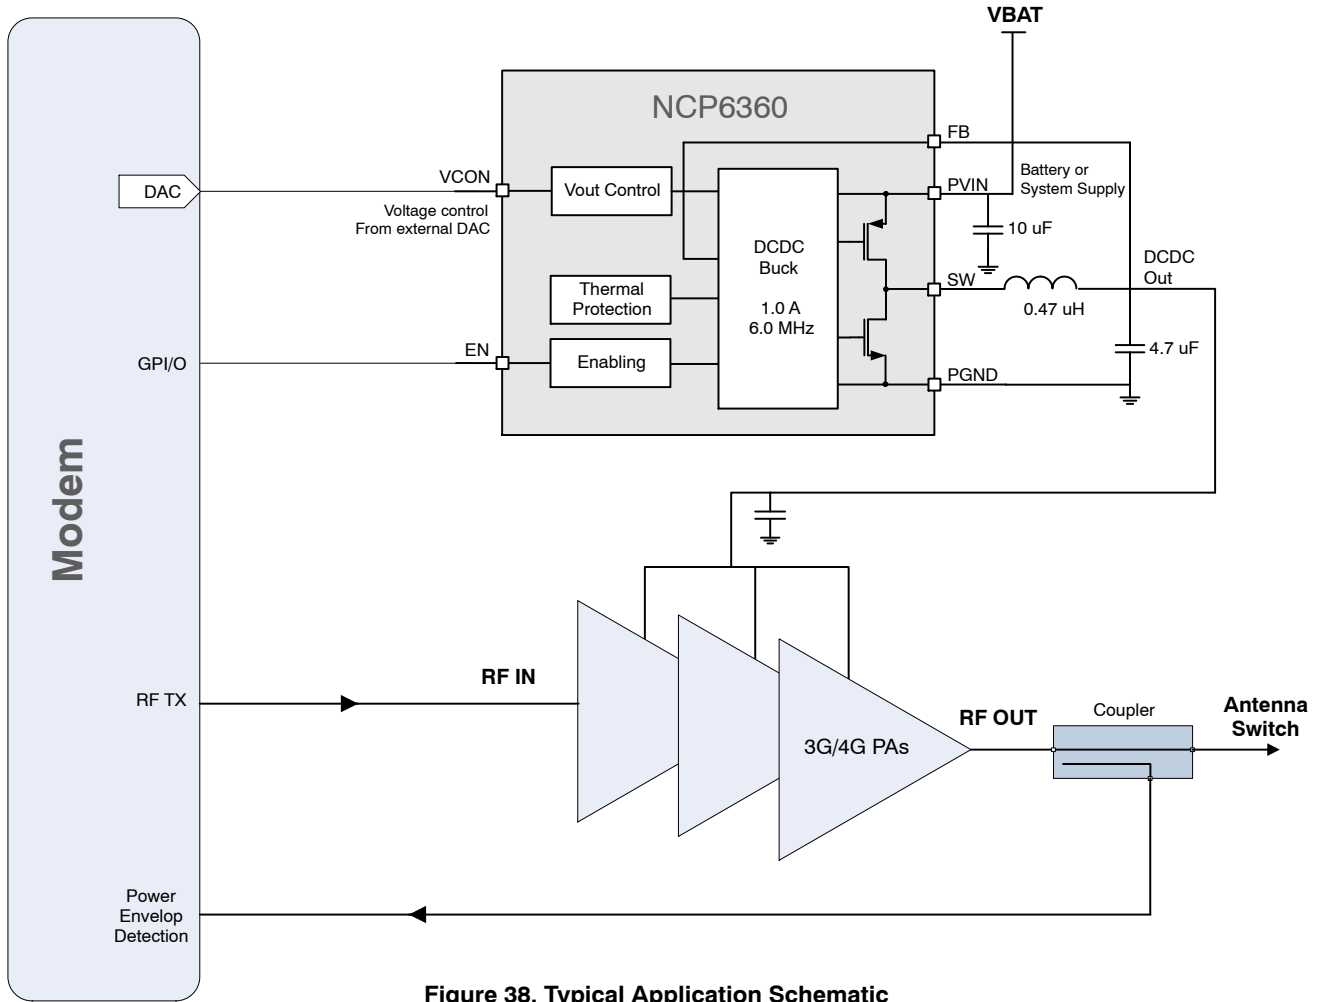 VBAT
NCP6360
FB
DAC
VCON
Vout Control
PVIN
Battery or
System Supply
Voltage control
From external DAC
10 uF
DCDC
Buck
1.0 A
6.0 MHz
DCDC
Out
Thermal
Protection
SW
0.47 uH
GPI/O
EN
Enabling
4.7 uF
PGND
Modem
RF TX
RF IN
3G/4G PAs
RF OUT
Coupler
Antenna
Switch
Power
Envelop
Detection
Figure 38. Typical Application Schematic